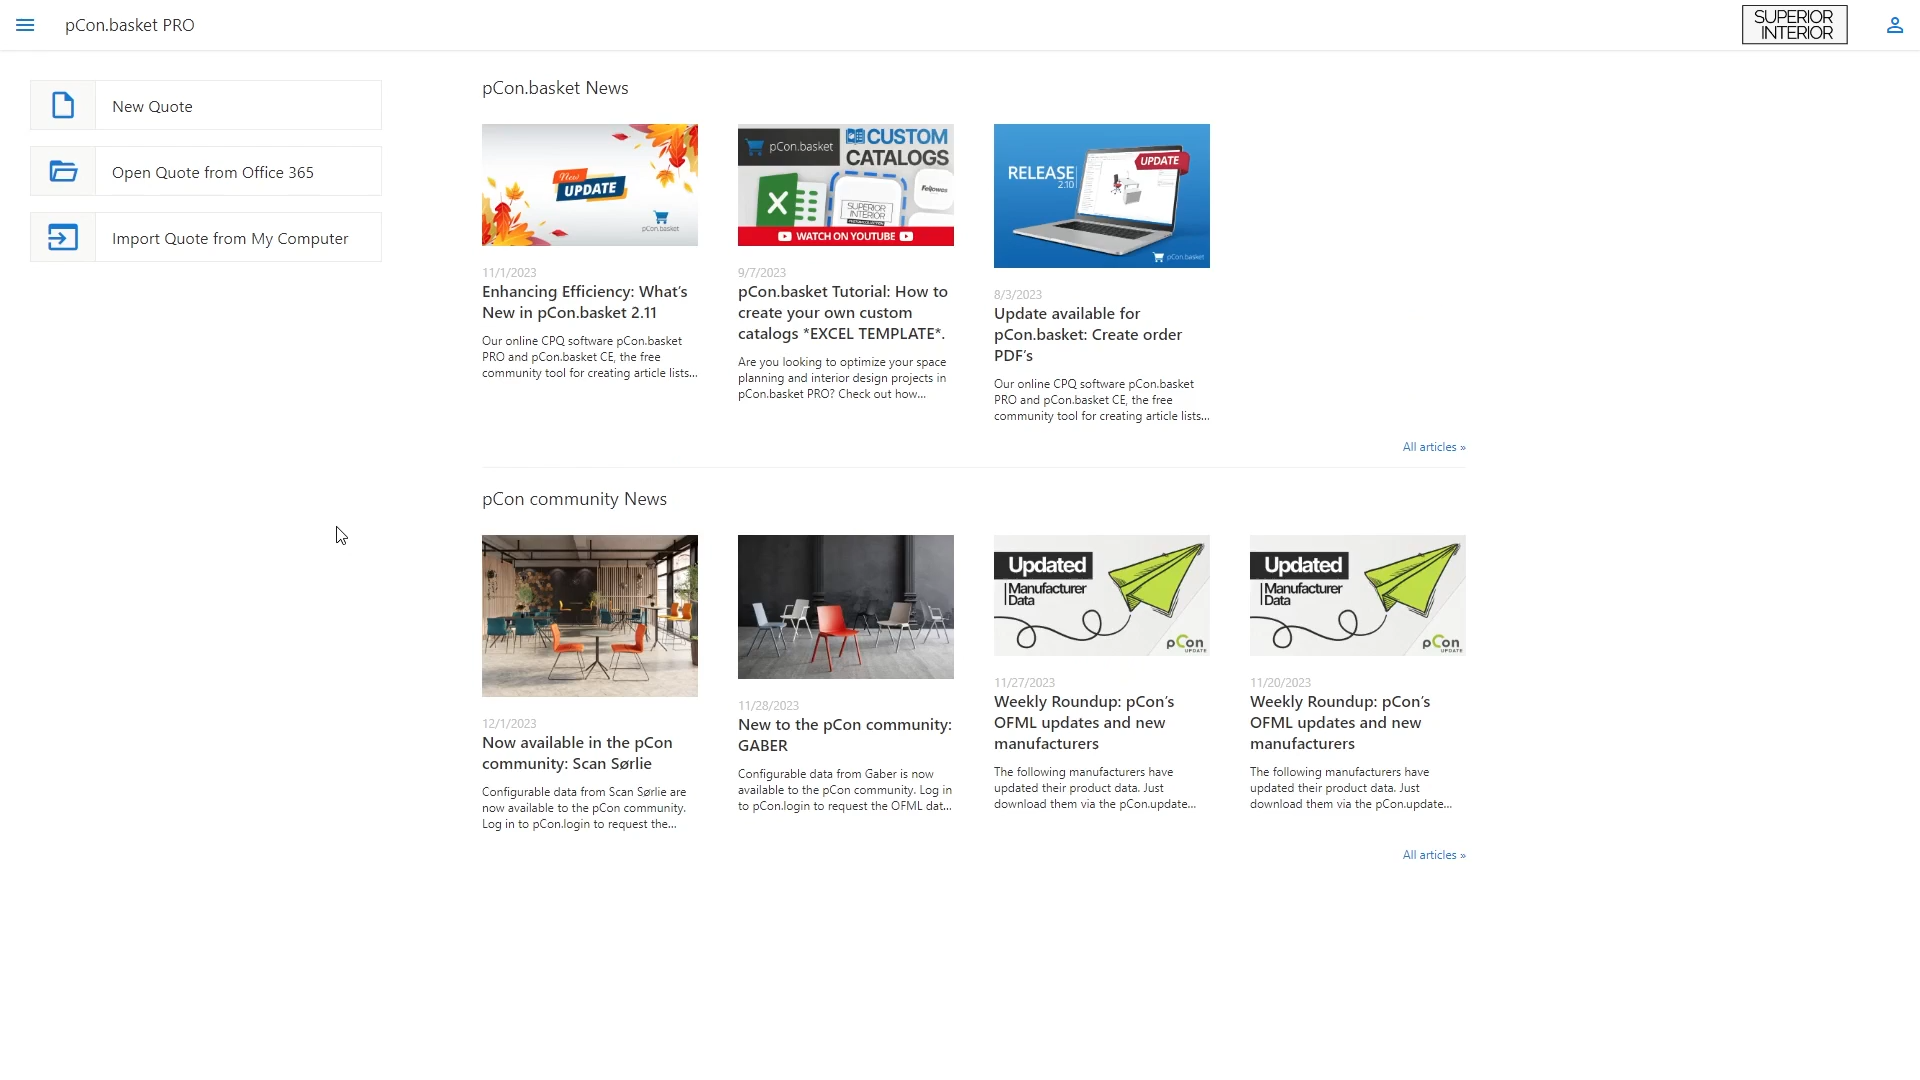 pCon.basket PRO
SUPERIOR
INTERIOR
New Quote
Open Quote from Office 365
Import Quote from My Computer
pCon.basket News
New
UPDATE
pCon.basket
11/1/2023
Enhancing Efficiency: What’s
New in pCon.basket 2.11
Our online CPQ software pCon.basket
PRO and pCon.basket CE, the free
community tool for creating article lists...
pCon.basket
CUSTOM
CATALOGS
X
Fellowes
SUPERIOR
INTERIOR
WATCH ON YOUTUBE
9/7/2023
pCon.basket Tutorial: How to
create your own custom
catalogs *EXCEL TEMPLATE*.
Are you looking to optimize your space
planning and interior design projects in
pCon.basket PRO? Check out how...
RELEASE
2.10
UPDATE
pCon.basket
8/3/2023
Update available for
pCon.basket: Create order
PDF’s
Our online CPQ software pCon.basket
PRO and pCon.basket CE, the free
community tool for creating article lists...
All articles »
pCon community News
12/1/2023
Now available in the pCon
community: Scan Sørlie
Configurable data from Scan Sørlie are
now available to the pCon community.
Log in to pCon.login to request the...
11/28/2023
New to the pCon community:
GABER
Configurable data from Gaber is now
available to the pCon community. Log in
to pCon.login to request the OFML dat...
Updated
Manufacturer
Data
pCon
UPDATE
11/27/2023
Weekly Roundup: pCon’s
OFML updates and new
manufacturers
The following manufacturers have
updated their product data. Just
download them via the pCon.update...
Updated
Manufacturer
Data
pCon
UPDATE
11/20/2023
Weekly Roundup: pCon’s
OFML updates and new
manufacturers
The following manufacturers have
updated their product data. Just
download them via the pCon.update...
All articles »